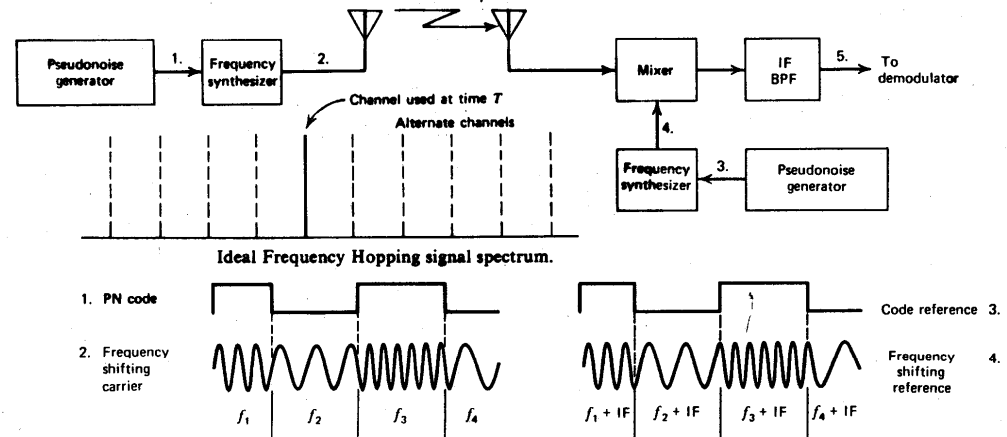 Pseudonoise
generator
1.
Frequency
synthesizer
2.
Mixer
IF
BPF
5.
To
demodulator
Channel used at time T
Alternate channels
4.
Frequency
synthesizer
3.
Pseudonoise
generator
Ideal Frequency Hopping signal spectrum.
1. PN code
Code reference 3.
2. Frequency
shifting
carrier
Frequency 4.
shifting
reference
f₁ f₂ f₃ f₄
f₁ + IF f₂ + IF f₃ + IF f₄ + IF